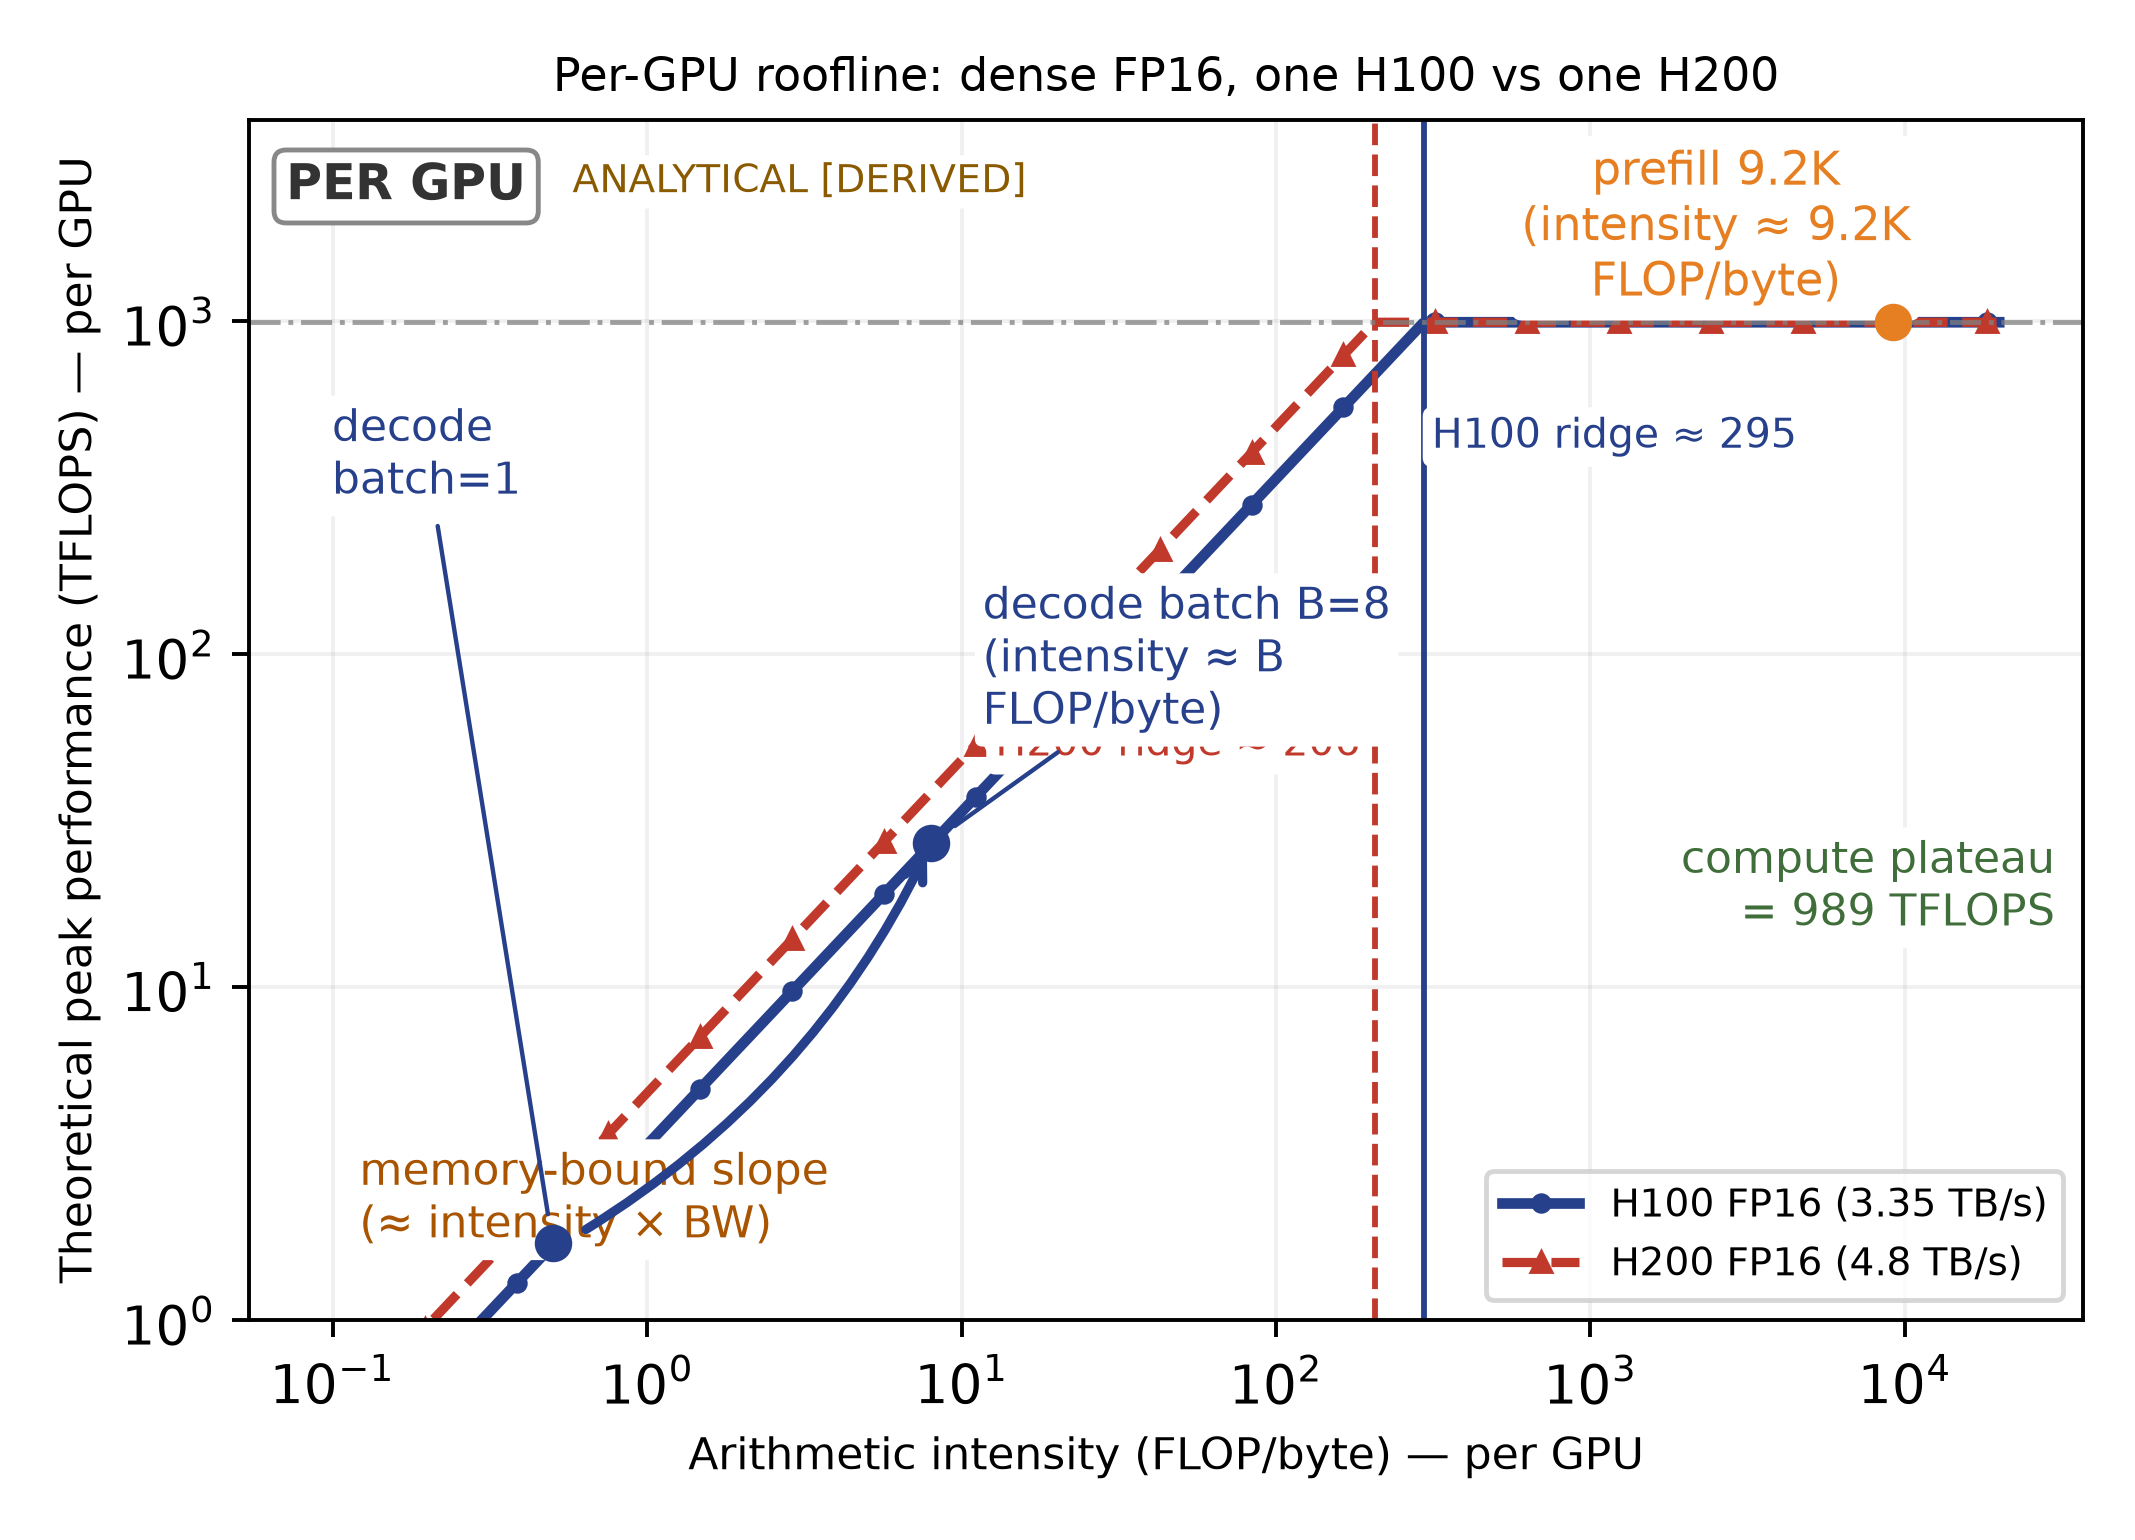 Per-GPU roofline: dense FP16, one H100 vs one H200
PER GPU
ANALYTICAL [DERIVED]
prefill 9.2K
(intensity ≈ 9.2K
FLOP/byte)
decode
batch=1
H100 ridge ≈ 295
decode batch B=8
(intensity ≈ B
FLOP/byte)
H200 ridge ≈
compute plateau
= 989 TFLOPS
memory-bound slope
(≈ intensity × BW)
H100 FP16 (3.35 TB/s)
H200 FP16 (4.8 TB/s)
Theoretical peak performance (TFLOPS) — per GPU
10³
10²
10¹
10⁰
10⁻¹
10⁰
10¹
10²
10³
10⁴
Arithmetic intensity (FLOP/byte) — per GPU